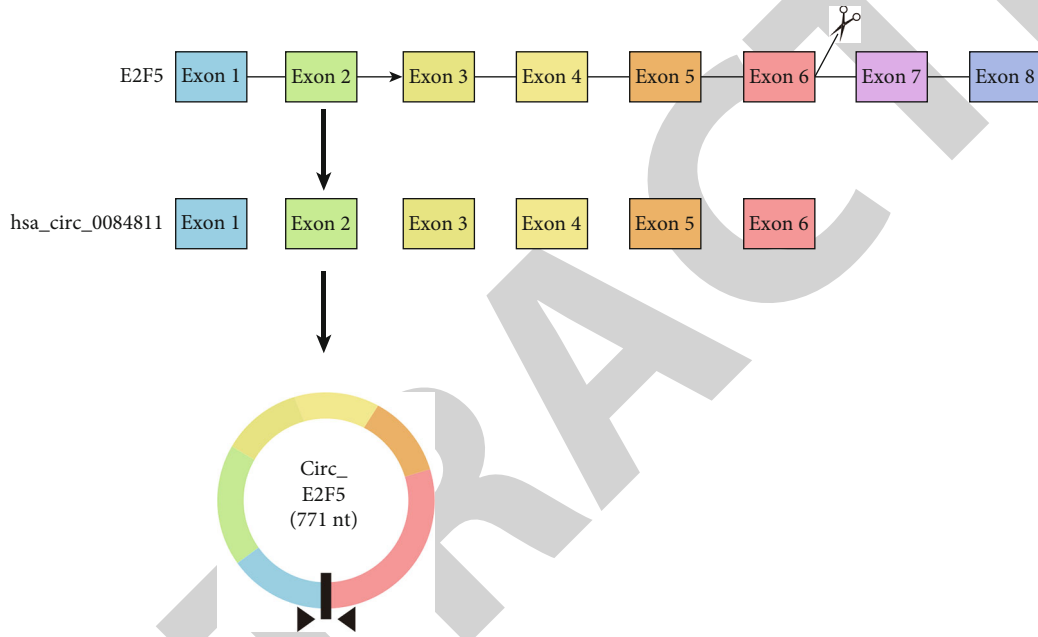 E2F5 Exon 1 Exon 2 Exon 3 Exon 4 Exon 5 Exon 6 Exon 7 Exon 8
hsa_circ_0084811 Exon 1 Exon 2 Exon 3 Exon 4 Exon 5 Exon 6
Circ_
E2F5
(771 nt)